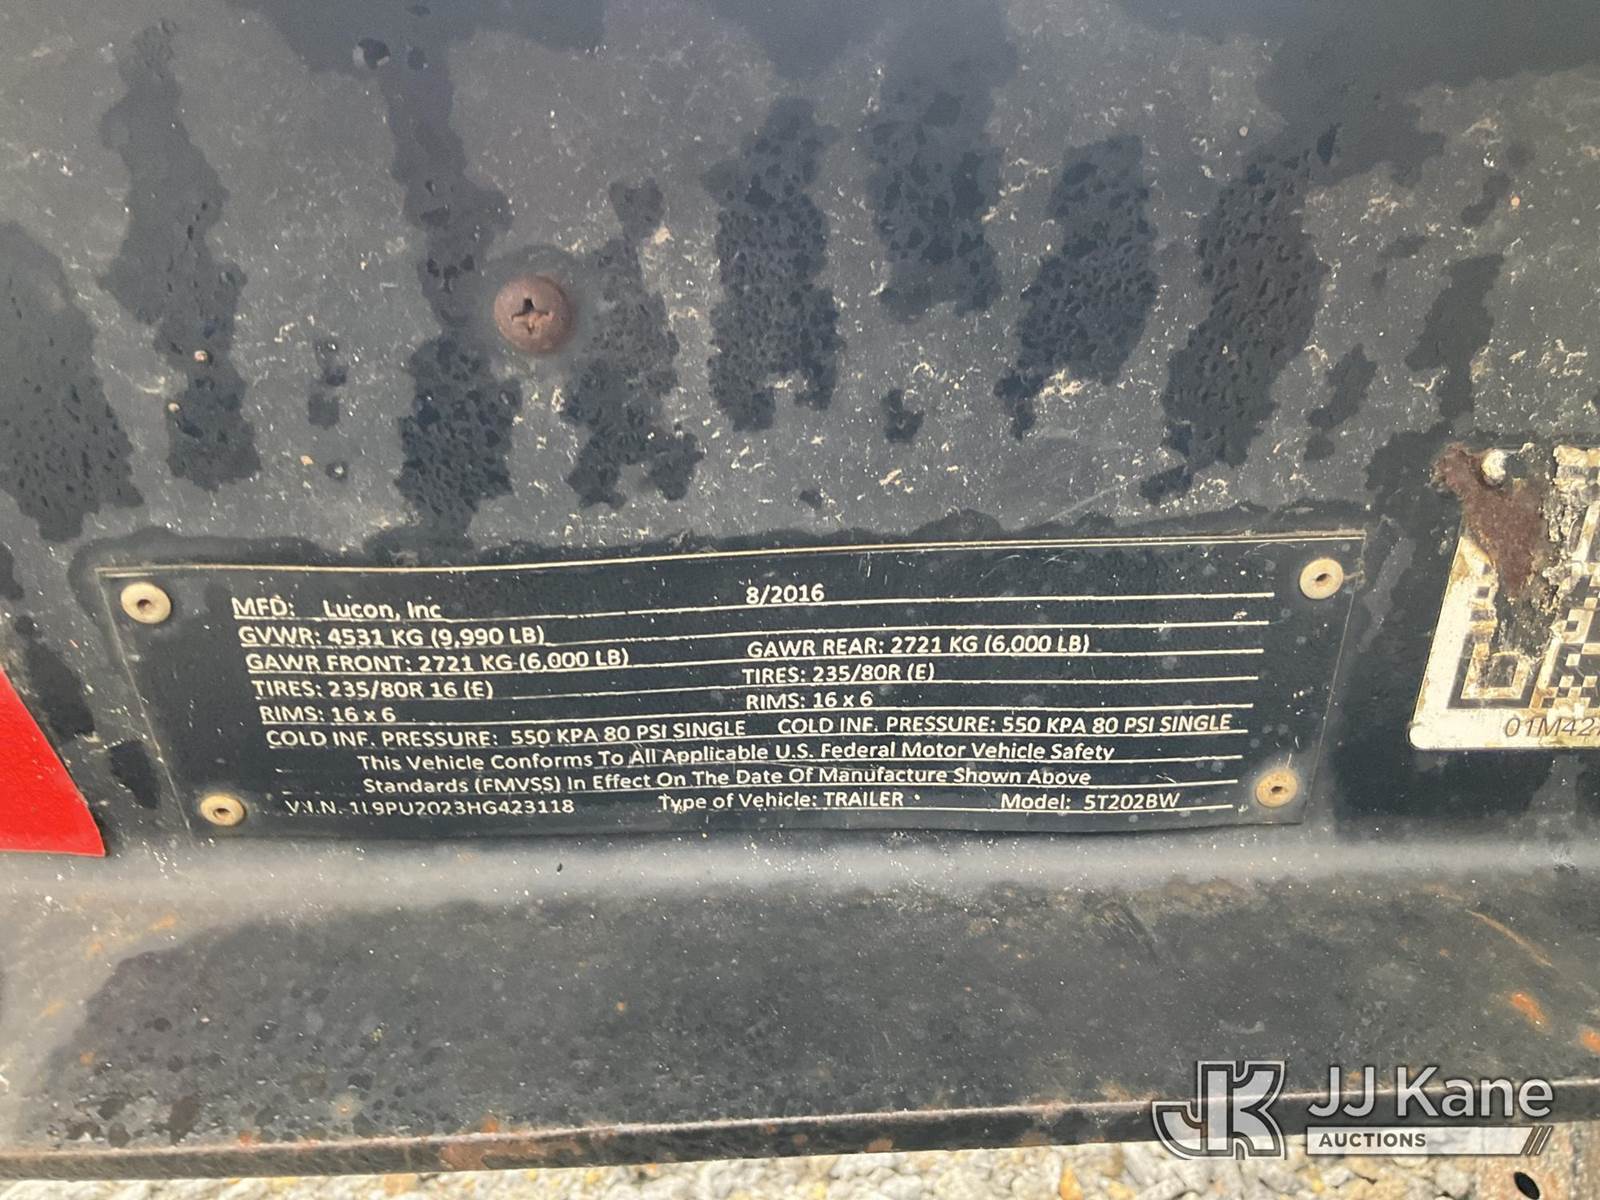 MFD: Lucon, Inc 8/2016
GVWR: 4531 KG (9,990 LB)
GAWR FRONT: 2721 KG (6,000 LB) GAWR REAR: 2721 KG (6,000 LB)
TIRES: 235/80R 16 (E) TIRES: 235/80R (E)
RIMS: 16 x 6 RIMS: 16 x 6
COLD INF. PRESSURE: 550 KPA 80 PSI SINGLE COLD INF. PRESSURE: 550 KPA 80 PSI SINGLE
This Vehicle Conforms To All Applicable U.S. Federal Motor Vehicle Safety
Standards (FMVSS) In Effect On The Date Of Manufacture Shown Above
V.I.N. 1L9PU2023HG423118 Type of Vehicle: TRAILER Model: 5T202BW
JK JJ Kane
AUCTIONS